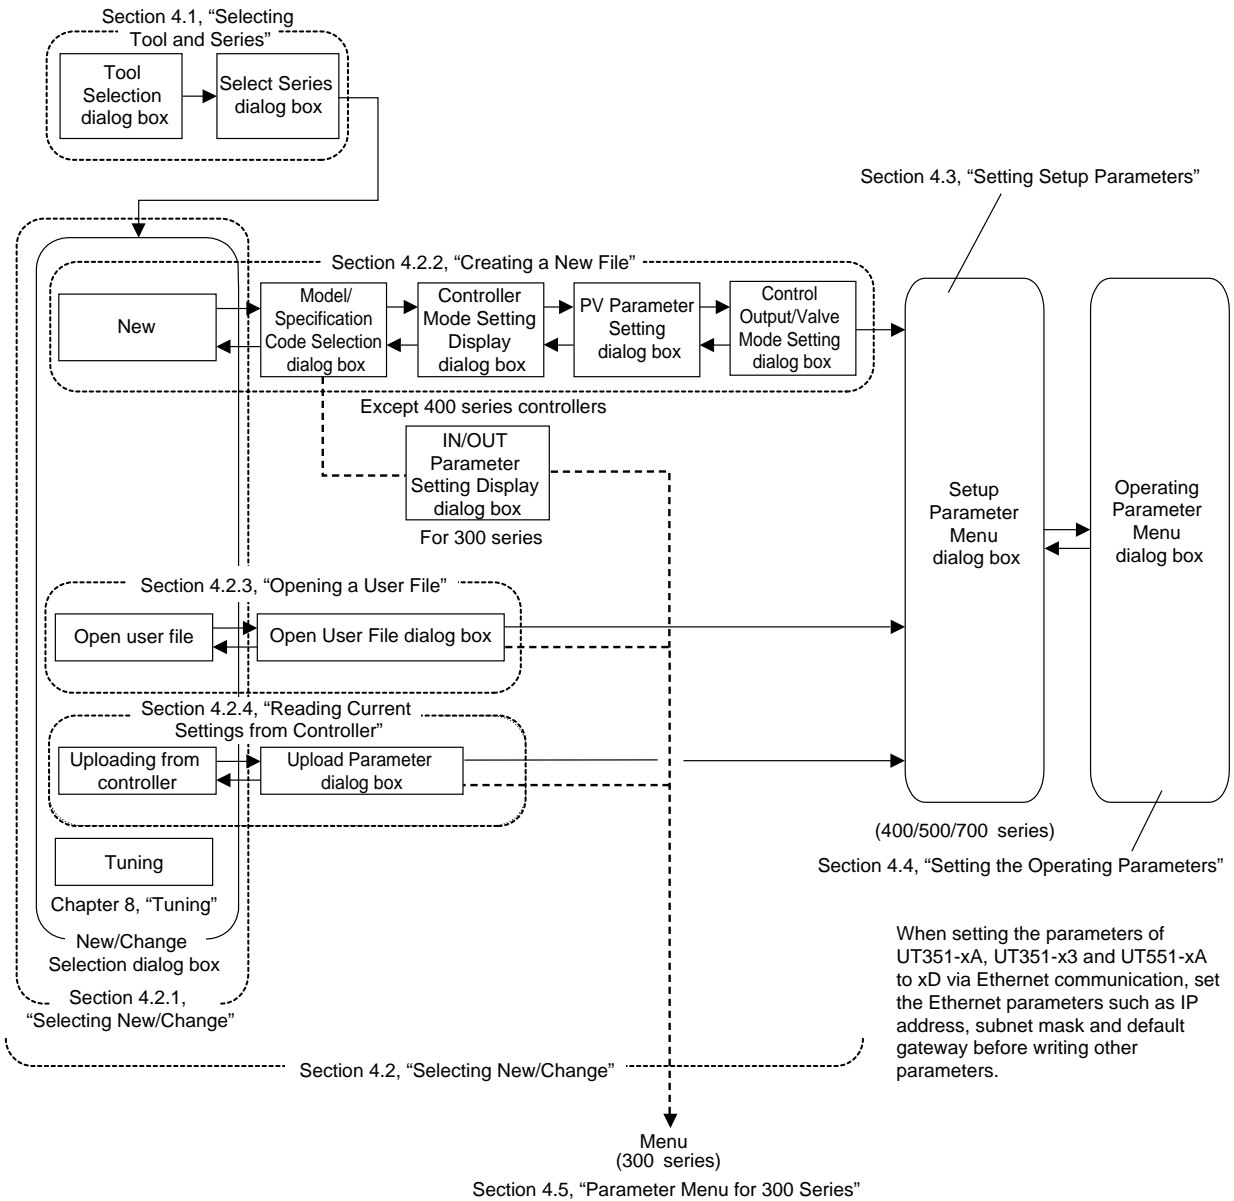 Section 4.1, “Selecting
Tool and Series”
Tool
Selection
dialog box
Select Series
dialog box
Section 4.3, “Setting Setup Parameters”
Section 4.2.2, “Creating a New File”
New
Model/
Specification
Code Selection
dialog box
Controller
Mode Setting
Display
dialog box
PV Parameter
Setting
dialog box
Control
Output/Valve
Mode Setting
dialog box
Except 400 series controllers
IN/OUT
Parameter
Setting Display
dialog box
For 300 series
Setup
Parameter
Menu
dialog box
Operating
Parameter
Menu
dialog box
Section 4.2.3, “Opening a User File”
Open user file
Open User File dialog box
Section 4.2.4, “Reading Current
Settings from Controller”
Uploading from
controller
Upload Parameter
dialog box
(400/500/700 series)
Section 4.4, “Setting the Operating Parameters”
Tuning
Chapter 8, “Tuning”
New/Change
Selection dialog box
Section 4.2.1,
“Selecting New/Change”
Section 4.2, “Selecting New/Change”
When setting the parameters of
UT351-xA, UT351-x3 and UT551-xA
to xD via Ethernet communication, set
the Ethernet parameters such as IP
address, subnet mask and default
gateway before writing other
parameters.
Menu
(300 series)
Section 4.5, “Parameter Menu for 300 Series”